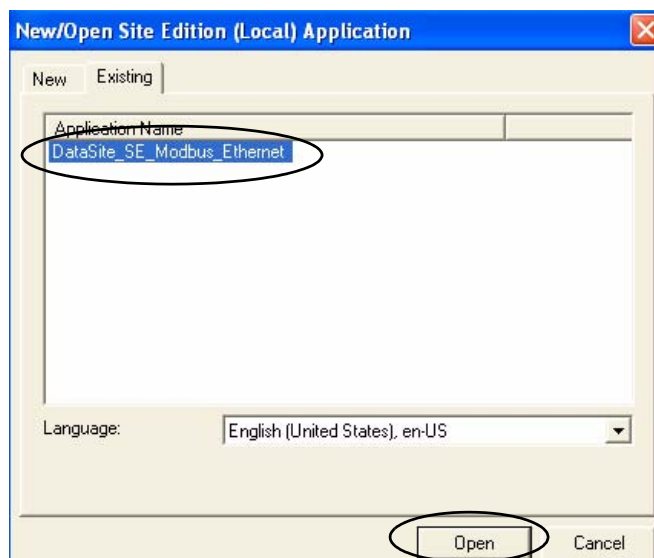 New/Open Site Edition (Local) Application
New Existing
Application Name
DataSite_SE_Modbus_Ethernet
Language: English (United States), en-US
Open Cancel